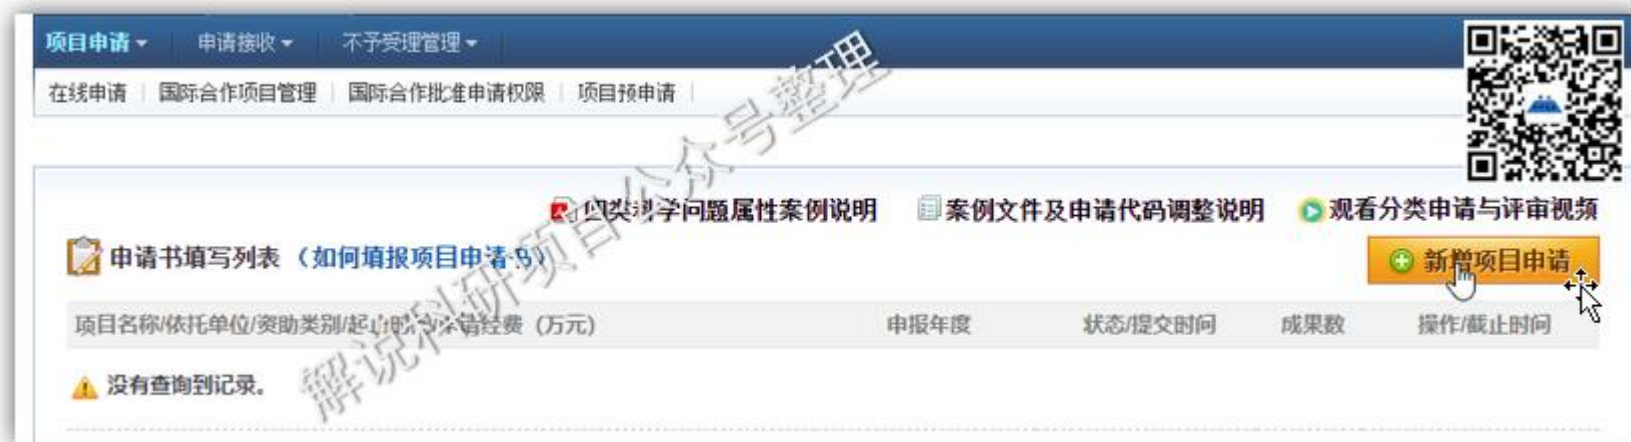 项目申请 申请接收 不予受理管理
在线申请 国际合作项目管理 国际合作批准申请权限 项目预申请
四类科学问题属性案例说明 案例文件及申请代码调整说明 观看分类申请与评审视频
申请书填写列表 (如何填报项目申请书) 新增项目申请
项目名称/依托单位/资助类别/起止时间/申请经费 (万元) 申报年度 状态/提交时间 成果数 操作/截止时间
没有查询到记录。
解说科研项目公众号整理